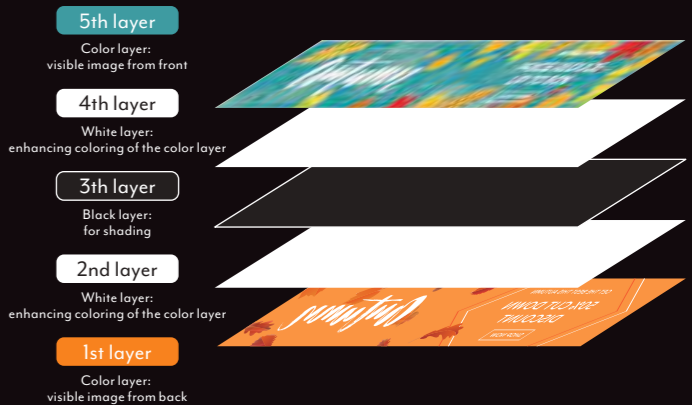 5th layer
Color layer:
visible image from front
4th layer
White layer:
enhancing coloring of the color layer
3th layer
Black layer:
for shading
2nd layer
White layer:
enhancing coloring of the color layer
1st layer
Color layer:
visible image from back
Autumn
DISCOUNT